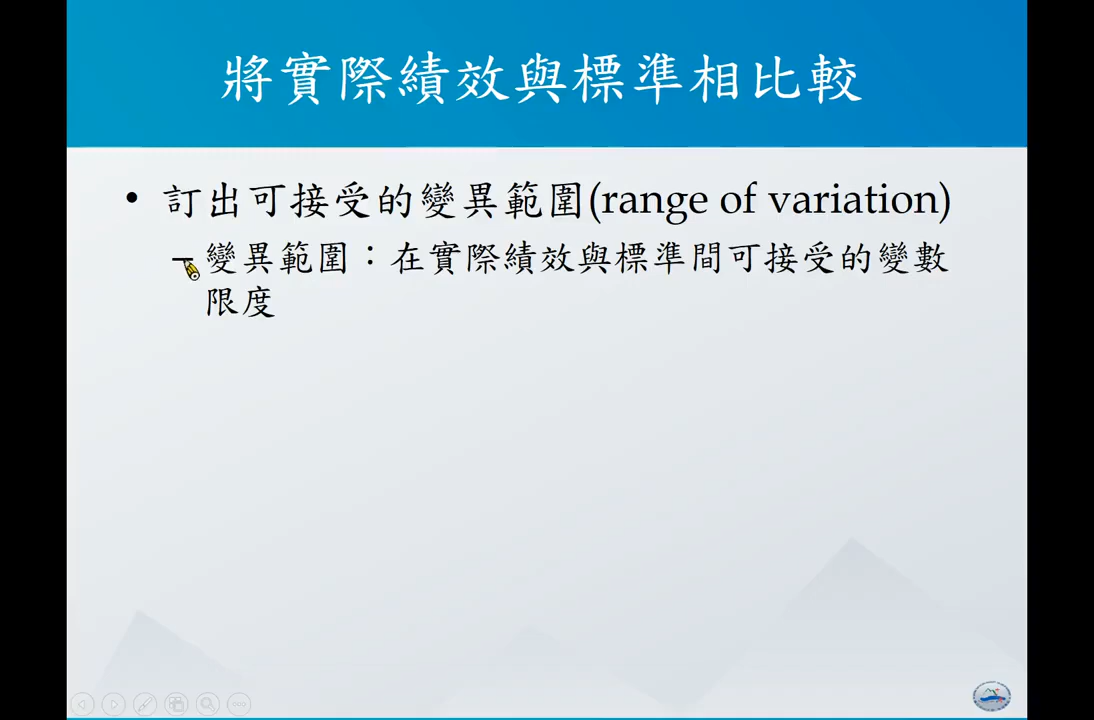 將實際績效與標準相比較
• 訂出可接受的變異範圍(range of variation)
– 變異範圍：在實際績效與標準間可接受的變數
限度